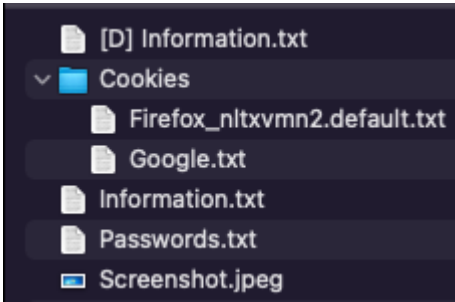 [D] Information.txt
Cookies
Firefox_nltxvmn2.default.txt
Google.txt
Information.txt
Passwords.txt
Screenshot.jpeg